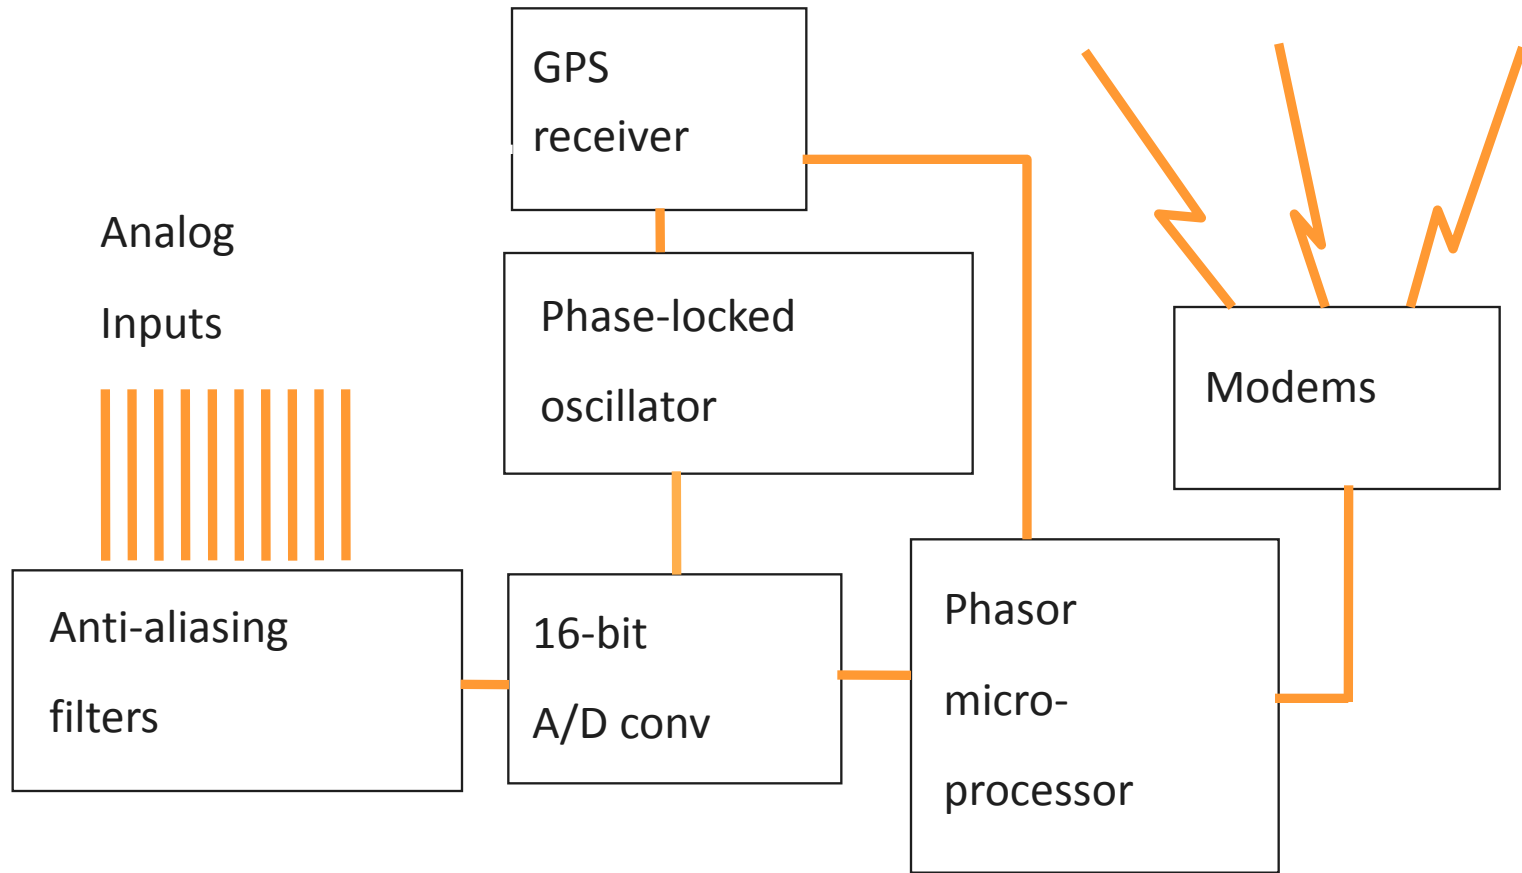 GPS
receiver
Analog
Inputs
Phase-locked
oscillator
Modems
Anti-aliasing
filters
16-bit
A/D conv
Phasor
micro-
processor